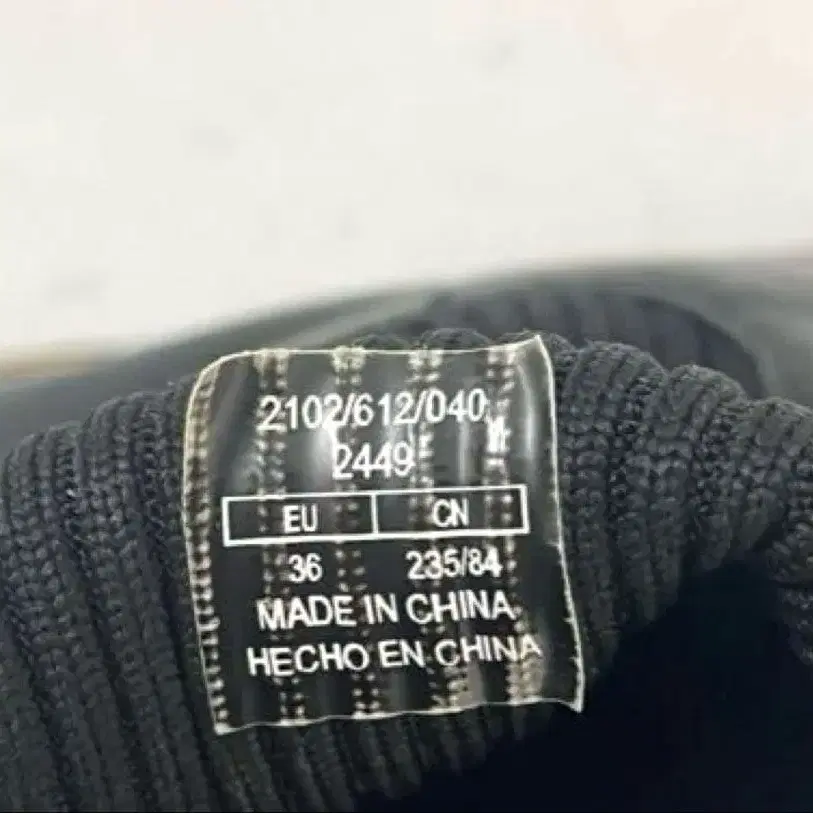 2102/612/040
2449
EU CN
36 235/84
MADE IN CHINA
HECHO EN CHINA